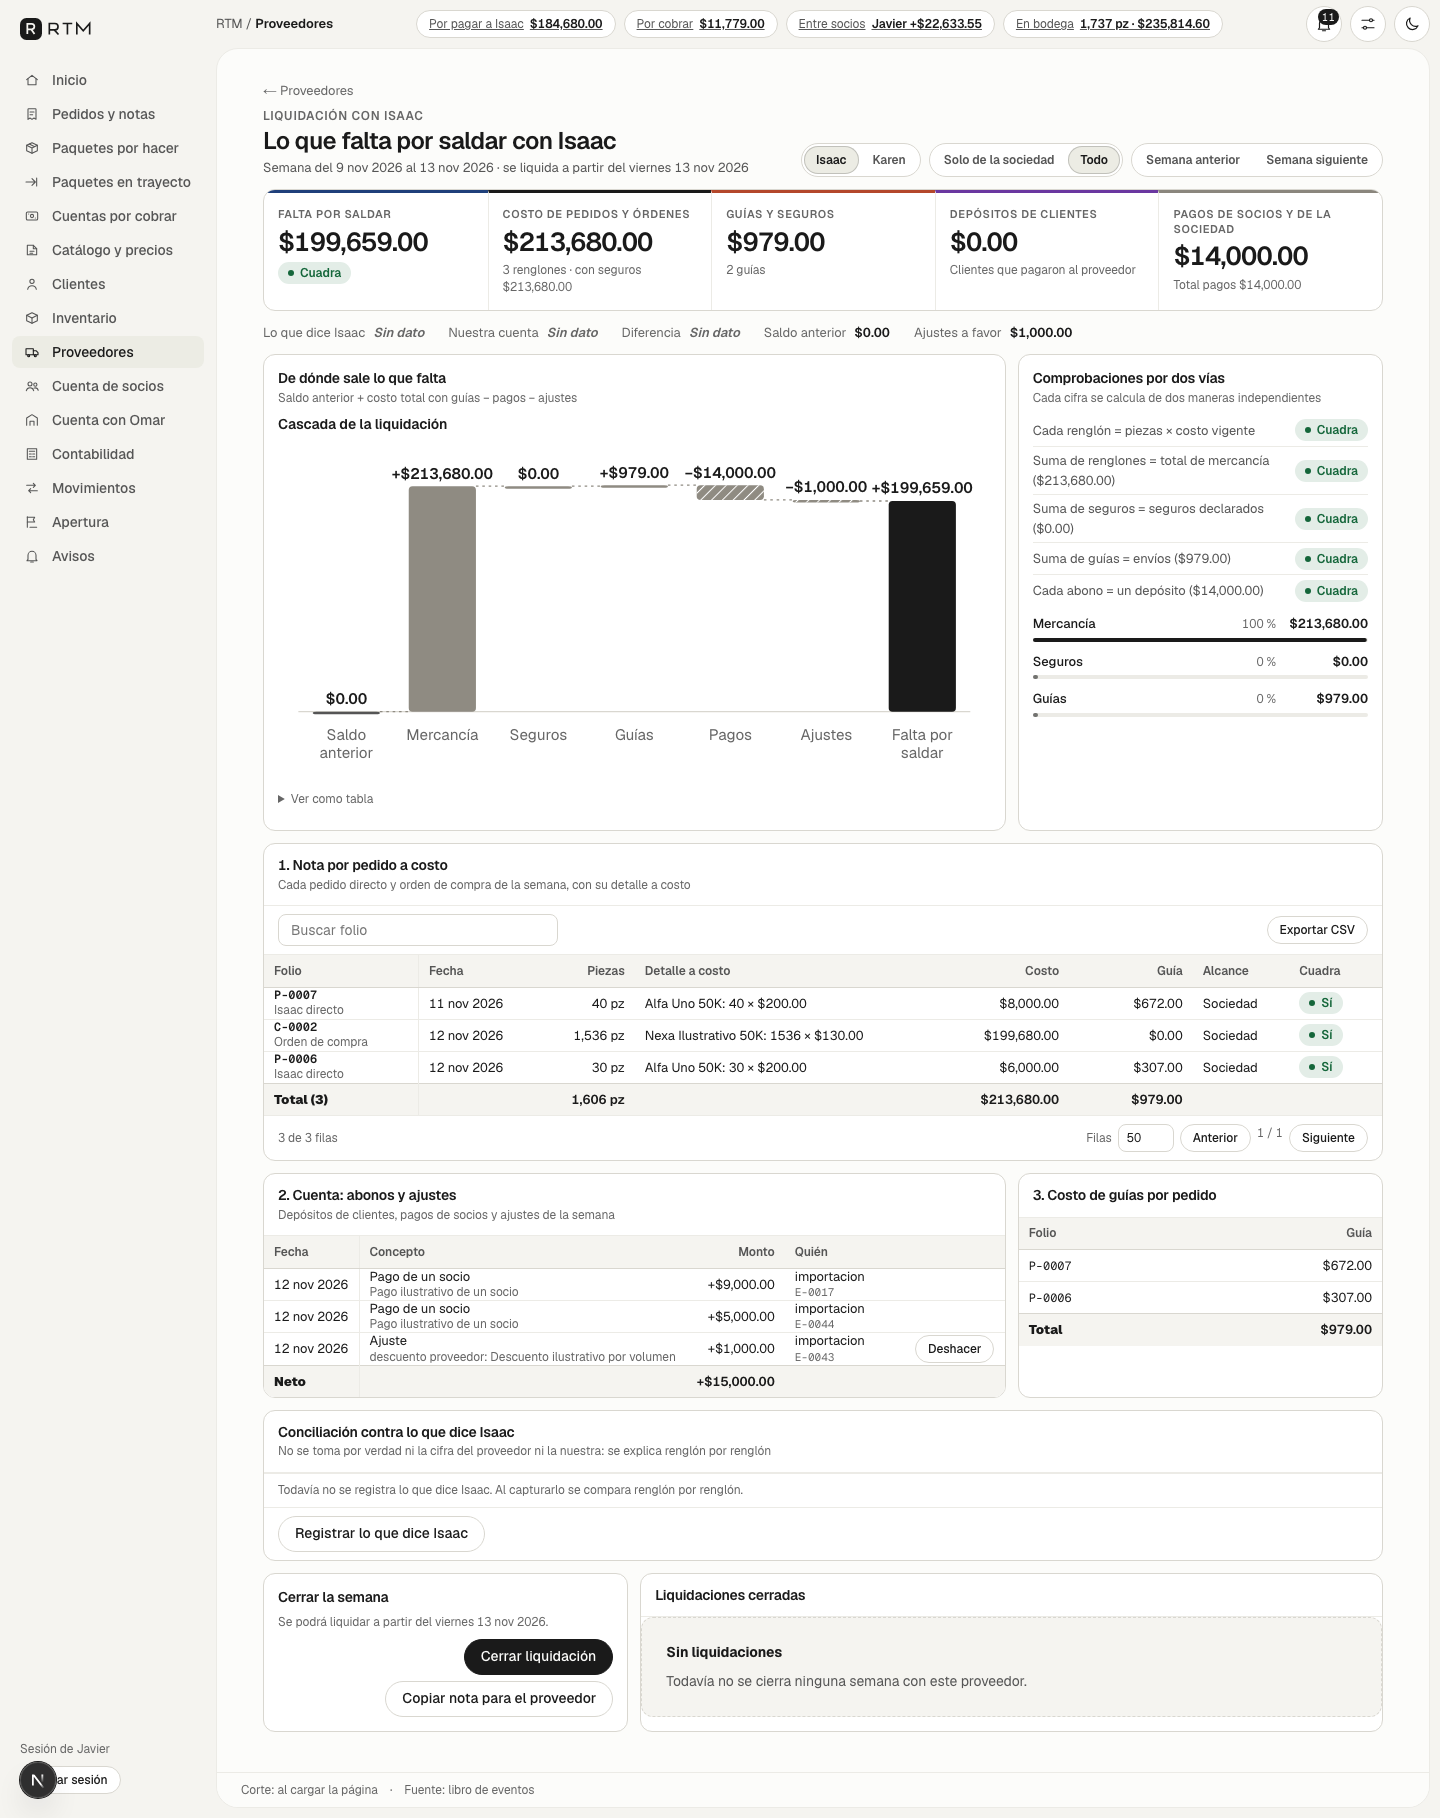 R RTM
RTM / Proveedores
Por pagar a Isaac $184,680.00
Por cobrar $11,779.00
Entre socios Javier +$22,633.55
En bodega 1,737 pz · $235,814.60
11
Inicio
Pedidos y notas
Paquetes por hacer
Paquetes en trayecto
Cuentas por cobrar
Catálogo y precios
Clientes
Inventario
Proveedores
Cuenta de socios
Cuenta con Omar
Contabilidad
Movimientos
Apertura
Avisos
← Proveedores
LIQUIDACIÓN CON ISAAC
Lo que falta por saldar con Isaac
Semana del 9 nov 2026 al 13 nov 2026 · se liquida a partir del viernes 13 nov 2026
Isaac Karen
Solo de la sociedad Todo
Semana anterior Semana siguiente
FALTA POR SALDAR
$199,659.00
Cuadra
COSTO DE PEDIDOS Y ÓRDENES
$213,680.00
3 renglones · con seguros
$213,680.00
GUÍAS Y SEGUROS
$979.00
2 guías
DEPÓSITOS DE CLIENTES
$0.00
Clientes que pagaron al proveedor
PAGOS DE SOCIOS Y DE LA
SOCIEDAD
$14,000.00
Total pagos $14,000.00
Lo que dice Isaac Sin dato Nuestra cuenta Sin dato Diferencia Sin dato Saldo anterior $0.00 Ajustes a favor $1,000.00
De dónde sale lo que falta
Saldo anterior + costo total con guías − pagos − ajustes
Cascada de la liquidación
+$213,680.00 $0.00 +$979.00 −$14,000.00 −$1,000.00 +$199,659.00
$0.00
Saldo anterior
Mercancía
Seguros
Guías
Pagos
Ajustes
Falta por saldar
▶ Ver como tabla
Comprobaciones por dos vías
Cada cifra se calcula de dos maneras independientes
Cada renglón = piezas × costo vigente Cuadra
Suma de renglones = total de mercancía
($213,680.00) Cuadra
Suma de seguros = seguros declarados
($0.00) Cuadra
Suma de guías = envíos ($979.00) Cuadra
Cada abono = un depósito ($14,000.00) Cuadra
Mercancía 100 % $213,680.00
Seguros 0 % $0.00
Guías 0 % $979.00
1. Nota por pedido a costo
Cada pedido directo y orden de compra de la semana, con su detalle a costo
Buscar folio
Exportar CSV
Folio Fecha Piezas Detalle a costo Costo Guía Alcance Cuadra
P-0007
Isaac directo
11 nov 2026 40 pz Alfa Uno 50K: 40 × $200.00 $8,000.00 $672.00 Sociedad Sí
C-0002
Orden de compra
12 nov 2026 1,536 pz Nexa Ilustrativo 50K: 1536 × $130.00 $199,680.00 $0.00 Sociedad Sí
P-0006
Isaac directo
12 nov 2026 30 pz Alfa Uno 50K: 30 × $200.00 $6,000.00 $307.00 Sociedad Sí
Total (3) 1,606 pz $213,680.00 $979.00
3 de 3 filas
Filas 50 Anterior 1 / 1 Siguiente
2. Cuenta: abonos y ajustes
Depósitos de clientes, pagos de socios y ajustes de la semana
Fecha Concepto Monto Quién
12 nov 2026 Pago de un socio +$9,000.00 importacion
Pago ilustrativo de un socio E-0017
12 nov 2026 Pago de un socio +$5,000.00 importacion
Pago ilustrativo de un socio E-0044
12 nov 2026 Ajuste +$1,000.00 importacion Deshacer
descuento proveedor: Descuento ilustrativo por volumen E-0043
Neto +$15,000.00
3. Costo de guías por pedido
Folio Guía
P-0007 $672.00
P-0006 $307.00
Total $979.00
Conciliación contra lo que dice Isaac
No se toma por verdad ni la cifra del proveedor ni la nuestra: se explica renglón por renglón
Todavía no se registra lo que dice Isaac. Al capturarlo se compara renglón por renglón.
Registrar lo que dice Isaac
Cerrar la semana
Se podrá liquidar a partir del viernes 13 nov 2026.
Cerrar liquidación
Copiar nota para el proveedor
Liquidaciones cerradas
Sin liquidaciones
Todavía no se cierra ninguna semana con este proveedor.
Sesión de Javier
N ar sesión
Corte: al cargar la página · Fuente: libro de eventos